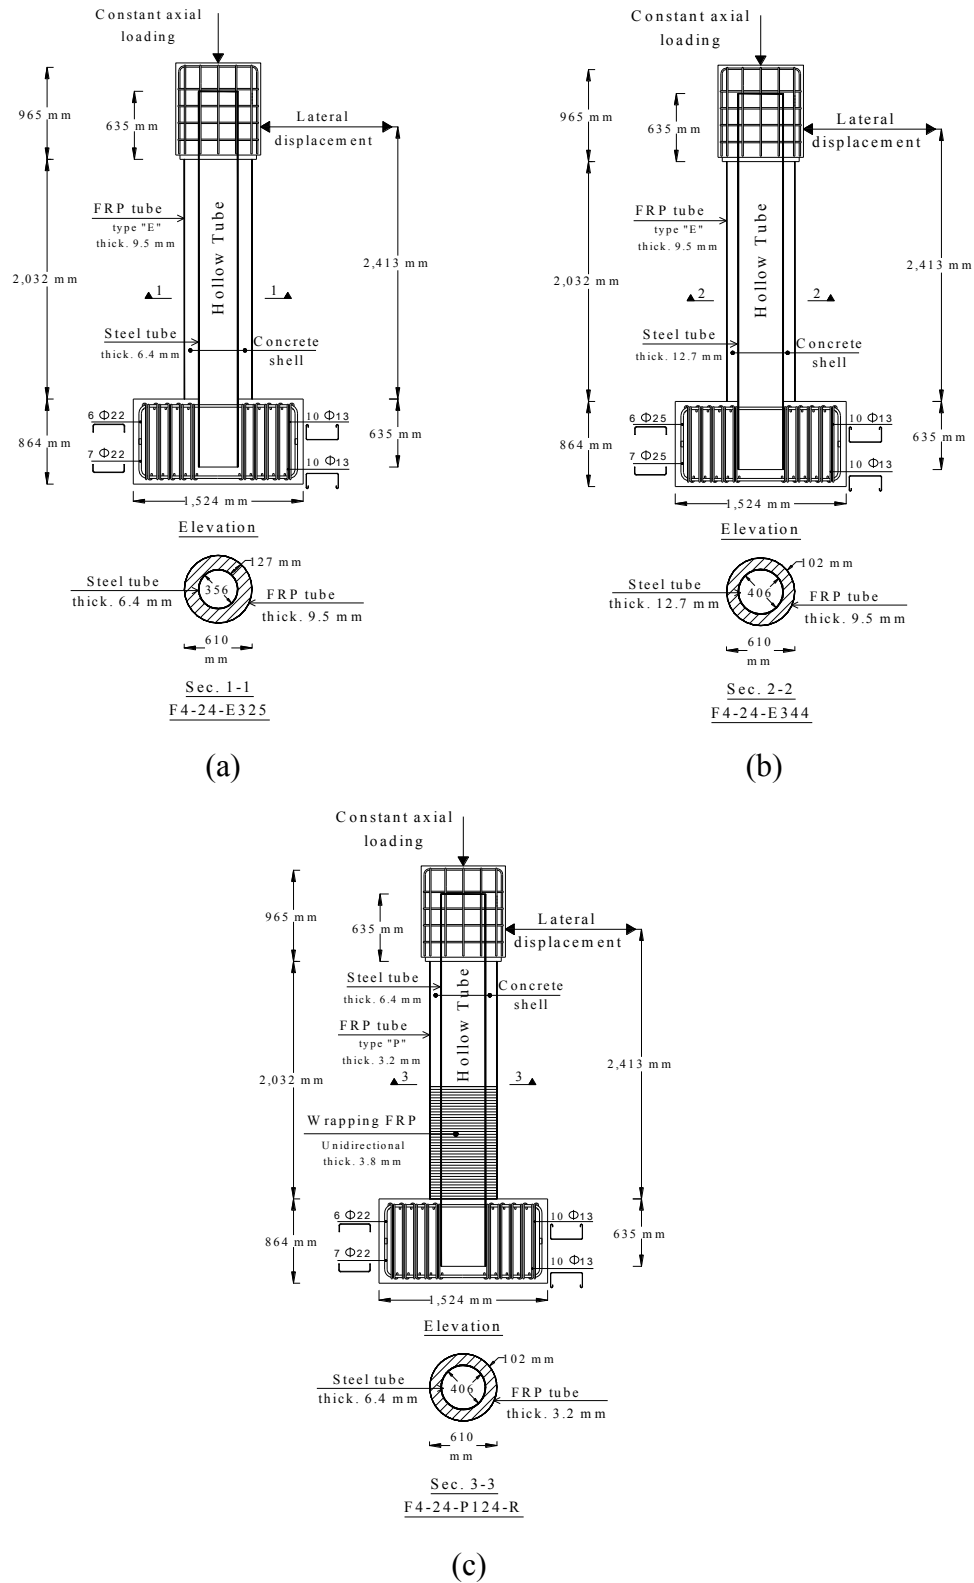 Constant axial
loading
965 mm
635 mm
Lateral
displacement
FRP tube
type "E"
thick. 9.5 mm
Hollow Tube
2,032 mm
2,413 mm
1 1
Steel tube
thick. 6.4 mm
Concrete
shell
6 Φ22
10 Φ13
864 mm
635 mm
7 Φ22
10 Φ13
1,524 mm
Elevation
127 mm
Steel tube
thick. 6.4 mm
356
FRP tube
thick. 9.5 mm
610
mm
Sec. 1-1
F4-24-E325
(a)
Constant axial
loading
965 mm
635 mm
Lateral
displacement
FRP tube
type "E"
thick. 9.5 mm
Hollow Tube
2,032 mm
2,413 mm
2 2
Steel tube
thick. 12.7 mm
Concrete
shell
6 Φ25
10 Φ13
864 mm
635 mm
7 Φ25
10 Φ13
1,524 mm
Elevation
102 mm
Steel tube
thick. 12.7 mm
406
FRP tube
thick. 9.5 mm
610
mm
Sec. 2-2
F4-24-E344
(b)
Constant axial
loading
965 mm
635 mm
Lateral
displacement
Steel tube
thick. 6.4 mm
Concrete
shell
FRP tube
type "P"
thick. 3.2 mm
Hollow Tube
2,032 mm
2,413 mm
3 3
Wrapping FRP
Unidirectional
thick. 3.8 mm
6 Φ22
10 Φ13
864 mm
635 mm
7 Φ22
10 Φ13
1,524 mm
Elevation
102 mm
Steel tube
thick. 6.4 mm
406
FRP tube
thick. 3.2 mm
610
mm
Sec. 3-3
F4-24-P124-R
(c)